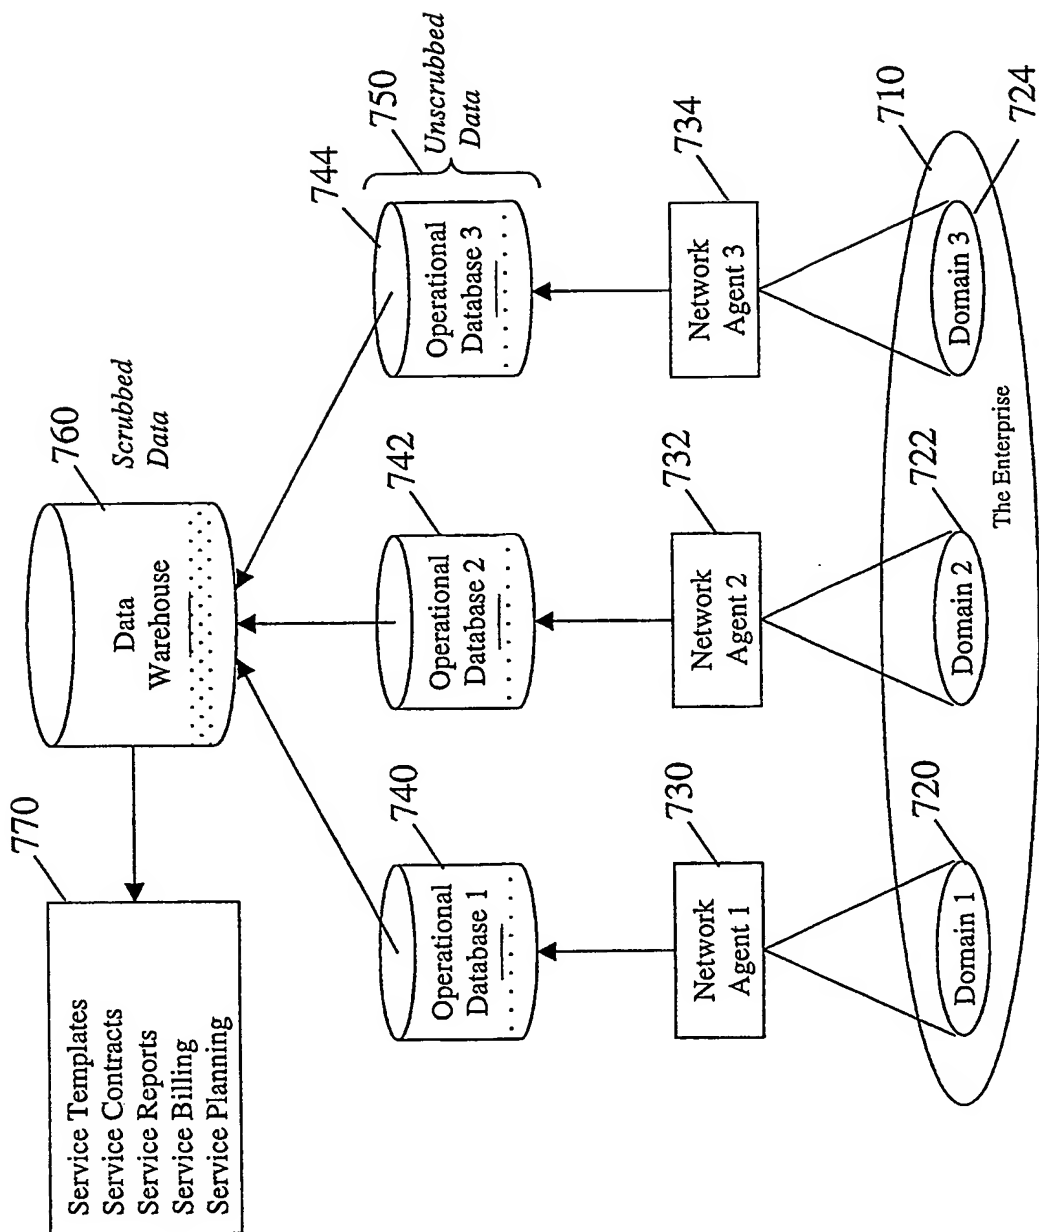 770
Service Templates
Service Contracts
Service Reports
Service Billing
Service Planning
760
Scrubbed
Data
Data
Warehouse
740
Operational
Database 1
742
Operational
Database 2
744
Operational
Database 3
750
Unscrubbed
Data
730
Network
Agent 1
732
Network
Agent 2
734
Network
Agent 3
710
720
Domain 1
722
Domain 2
724
Domain 3
The Enterprise